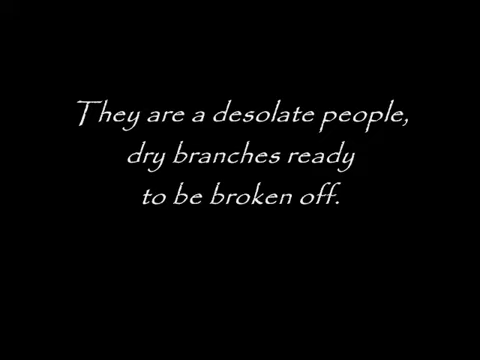 They are a desolate people,
dry branches ready
to be broken off.